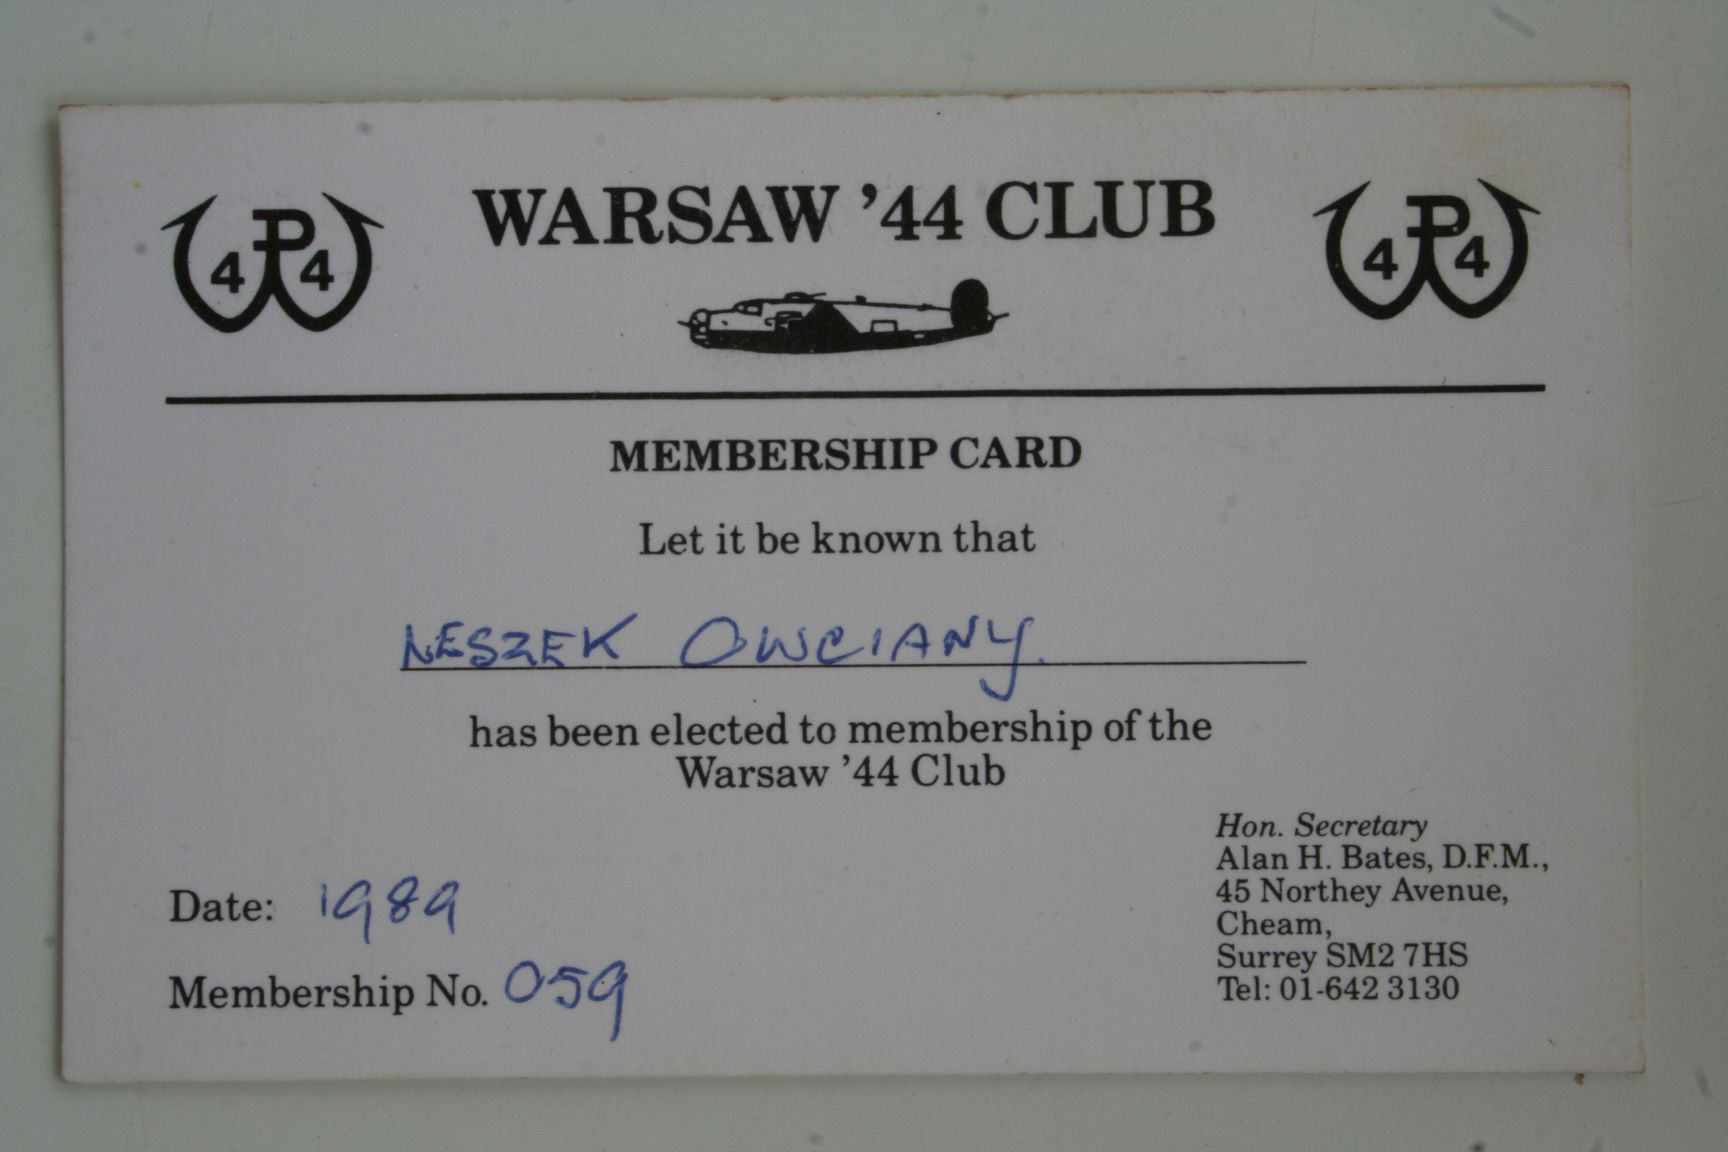 WARSAW ’44 CLUB
4 P 4
4 P 4
MEMBERSHIP CARD
Let it be known that
LESZEK OWCIANY
has been elected to membership of the
Warsaw ’44 Club
Date: 1989
Membership No. 059
Hon. Secretary
Alan H. Bates, D.F.M.,
45 Northey Avenue,
Cheam,
Surrey SM2 7HS
Tel: 01-642 3130